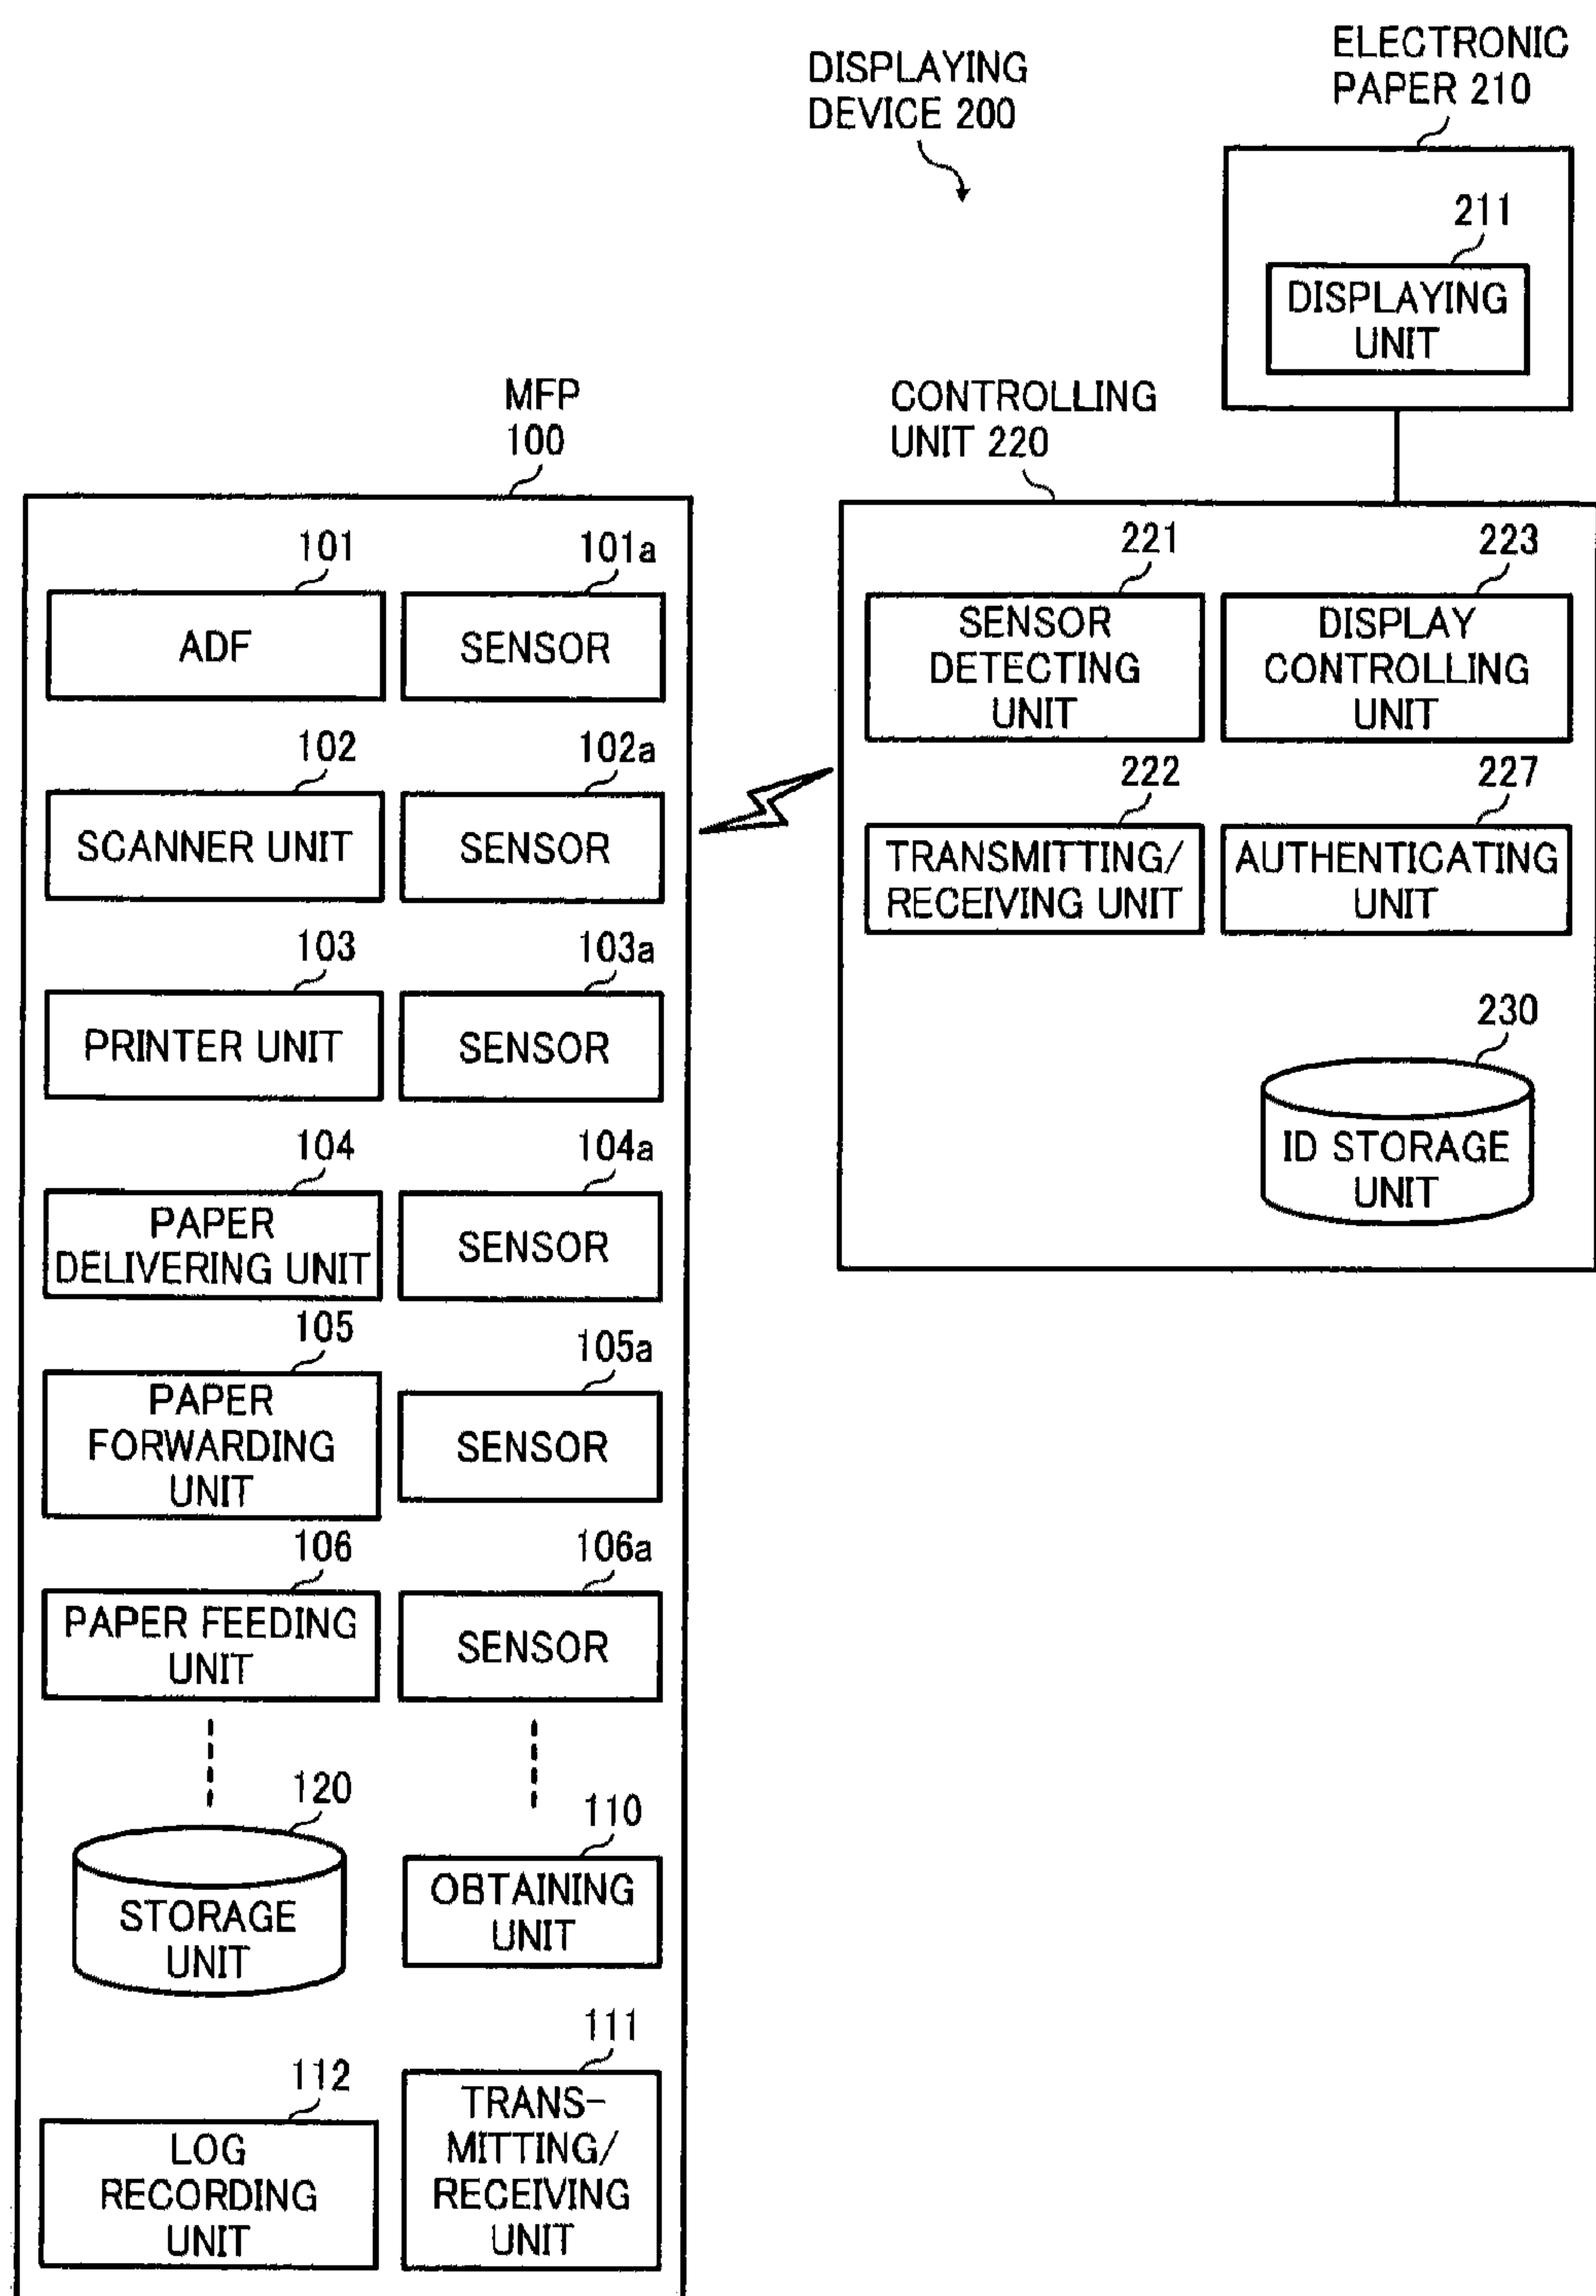 DISPLAYING
DEVICE 200
ELECTRONIC
PAPER 210
211
DISPLAYING
UNIT
MFP
100
CONTROLLING
UNIT 220
101
101a
ADF
SENSOR
102
102a
SCANNER UNIT
SENSOR
103
103a
PRINTER UNIT
SENSOR
104
104a
PAPER
DELIVERING UNIT
SENSOR
105
105a
PAPER
FORWARDING
UNIT
SENSOR
106
106a
PAPER FEEDING
UNIT
SENSOR
120
110
STORAGE
UNIT
OBTAINING
UNIT
112
111
LOG
RECORDING
UNIT
TRANS-
MITTING/
RECEIVING
UNIT
221
223
SENSOR
DETECTING
UNIT
DISPLAY
CONTROLLING
UNIT
222
227
TRANSMITTING/
RECEIVING UNIT
AUTHENTICATING
UNIT
230
ID STORAGE
UNIT